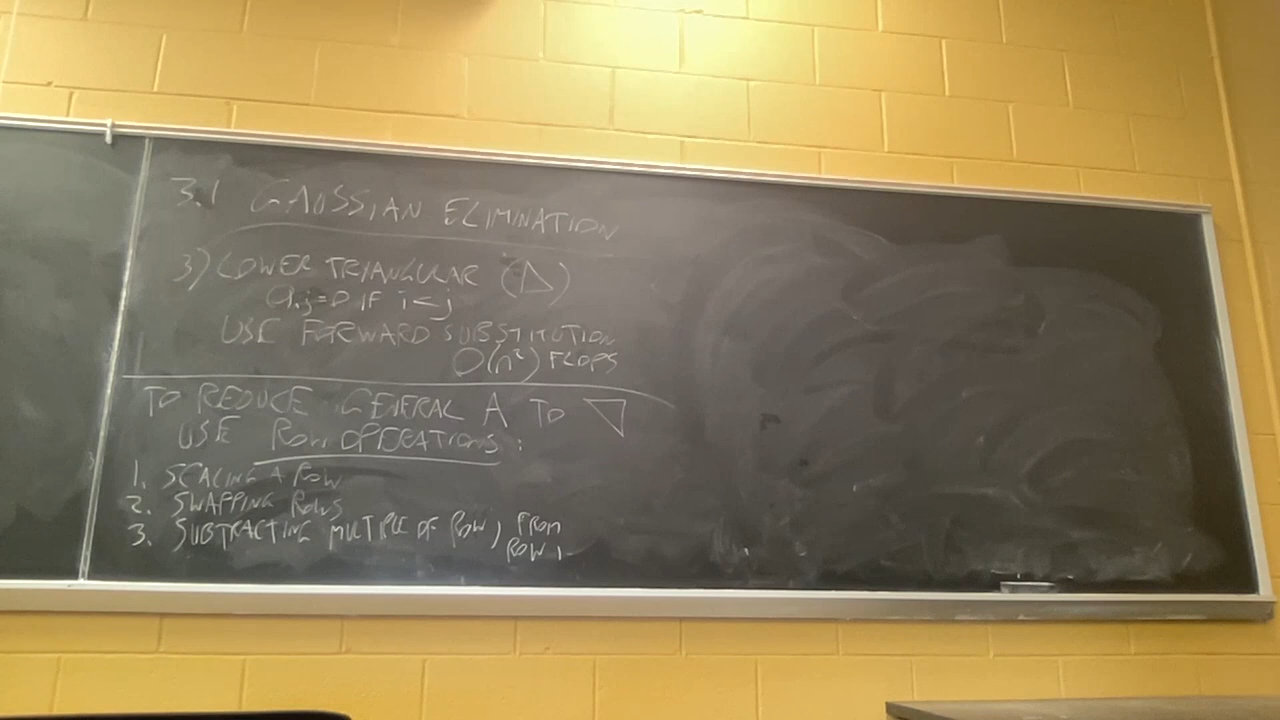 3.1 GAUSSIAN ELIMINATION
3) LOWER TRIANGULAR (△)
aij=0 IF i<j
USE FORWARD SUBSTITUTION
O(n²) FLOPS
TO REDUCE GENERAL A TO ▽
USE ROW OPERATIONS:
1. SCALING A ROW
2. SWAPPING ROWS
3. SUBTRACTING MULTIPLE OF ROW j FROM
ROW i